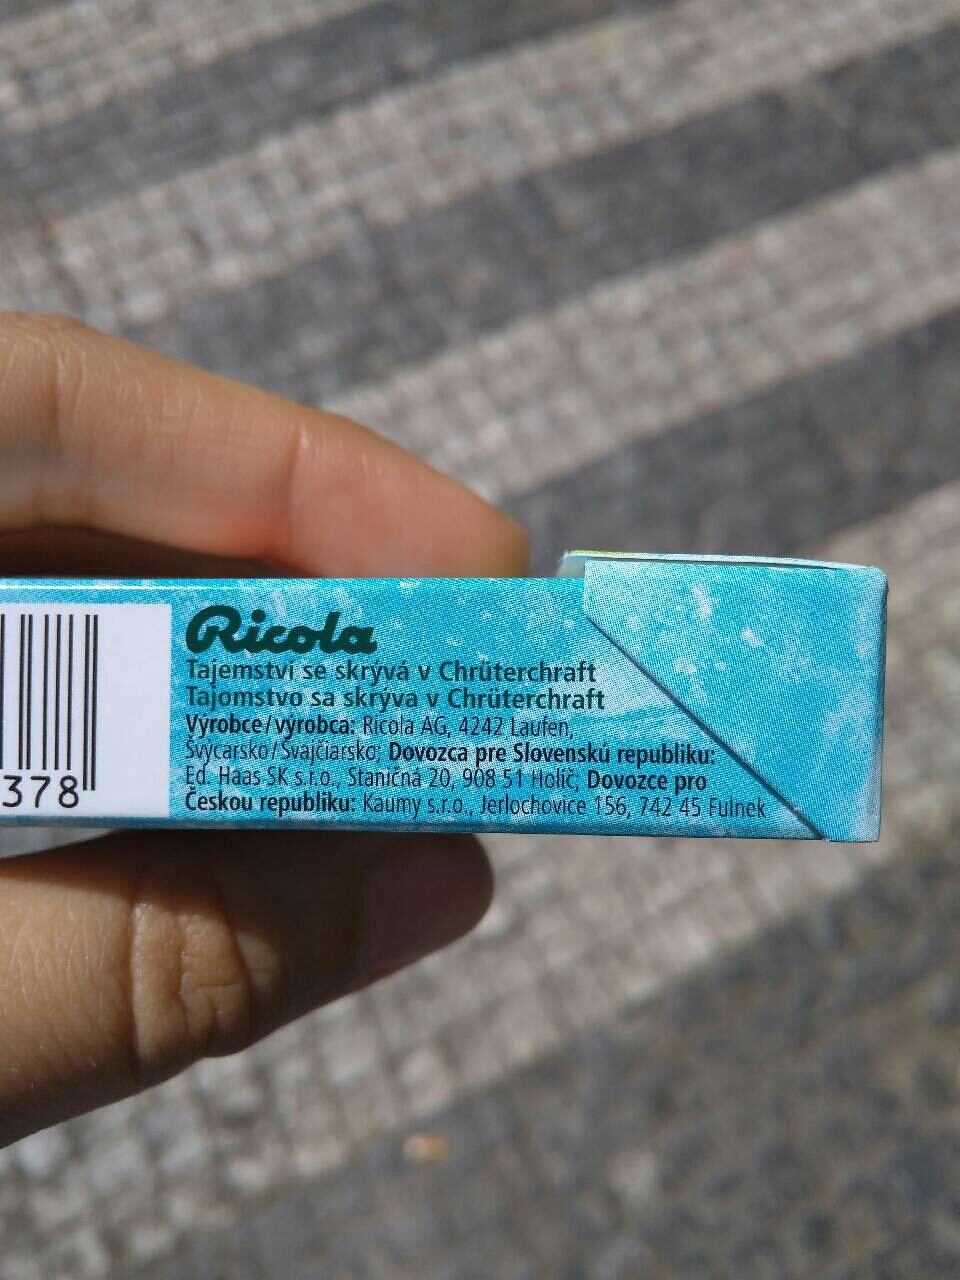 Ricola
Tajemství se skrývá v Chrüterchraft
Tajomstvo sa skrýva v Chrüterchraft
Výrobce/výrobca: Ricola AG, 4242 Laufen,
Švýcarsko/Švajčiarsko; Dovozca pre Slovenskú republiku:
Ed. Haas SK s.r.o., Staničná 20, 908 51 Holíč; Dovozce pro
Českou republiku: Kaumy s.r.o., Jerlochovice 156, 742 45 Fulnek
378